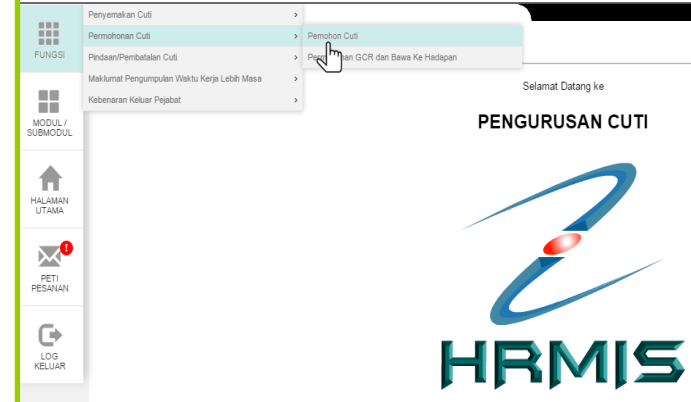 FUNGSI
MODUL /
SUBMODUL
HALAMAN
UTAMA
!
PETI
PESANAN
LOG
KELUAR
Penyemakan Cuti
Permohonan Cuti
Pindaan/Pembatalan Cuti
Maklumat Pengumpulan Waktu Kerja Lebih Masa
Kebenaran Keluar Pejabat
Pemohon Cuti
GCR dan Bawa Ke Hadapan
Selamat Datang ke
PENGURUSAN CUTI
HRMIS